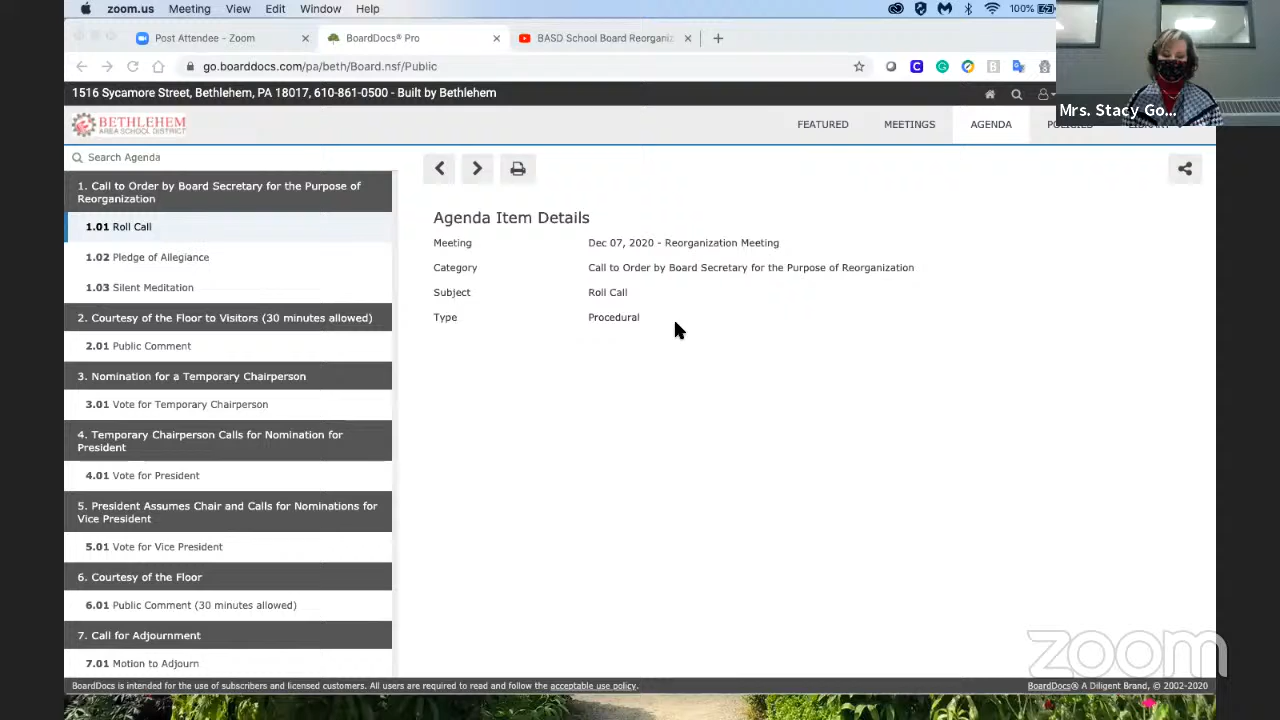 zoom.us Meeting View Edit Window Help 100%
Post Attendee - Zoom
BoardDocs® Pro
BASD School Board Reorganiz
go.boarddocs.com/pa/beth/Board.nsf/Public
1516 Sycamore Street, Bethlehem, PA 18017, 610-861-0500 - Built by Bethlehem
BETHLEHEM
AREA SCHOOL DISTRICT
FEATURED MEETINGS AGENDA
Mrs. Stacy Go...
Search Agenda
1. Call to Order by Board Secretary for the Purpose of
Reorganization
1.01 Roll Call
1.02 Pledge of Allegiance
1.03 Silent Meditation
2. Courtesy of the Floor to Visitors (30 minutes allowed)
2.01 Public Comment
3. Nomination for a Temporary Chairperson
3.01 Vote for Temporary Chairperson
4. Temporary Chairperson Calls for Nomination for
President
4.01 Vote for President
5. President Assumes Chair and Calls for Nominations for
Vice President
5.01 Vote for Vice President
6. Courtesy of the Floor
6.01 Public Comment (30 minutes allowed)
7. Call for Adjournment
7.01 Motion to Adjourn
Agenda Item Details
Meeting Dec 07, 2020 - Reorganization Meeting
Category Call to Order by Board Secretary for the Purpose of Reorganization
Subject Roll Call
Type Procedural
zoom
BoardDocs is intended for the use of subscribers and licensed customers. All users are required to read and follow the acceptable use policy.
BoardDocs® A Diligent Brand, © 2002-2020